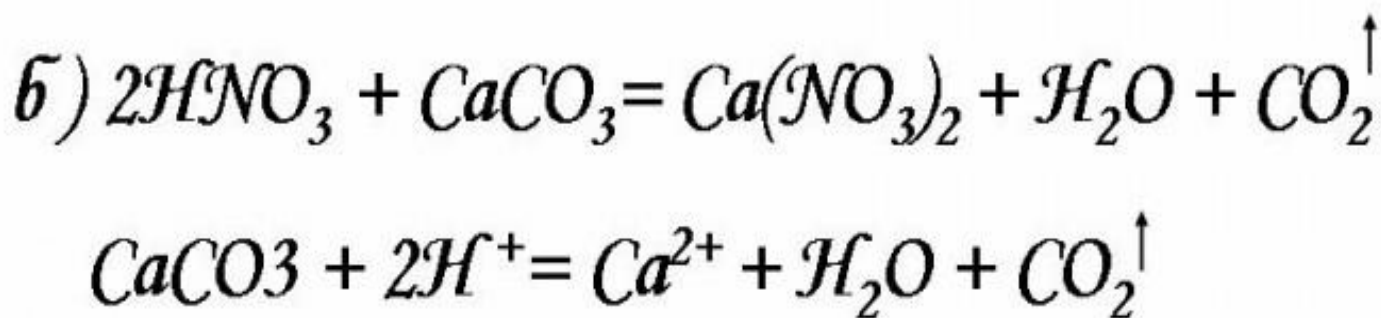 б) 2HNO₃ + CaCO₃= Ca(NO₃)₂ + H₂O + CO₂↑
CaCO3 + 2H⁺= Ca²⁺ + H₂O + CO₂↑